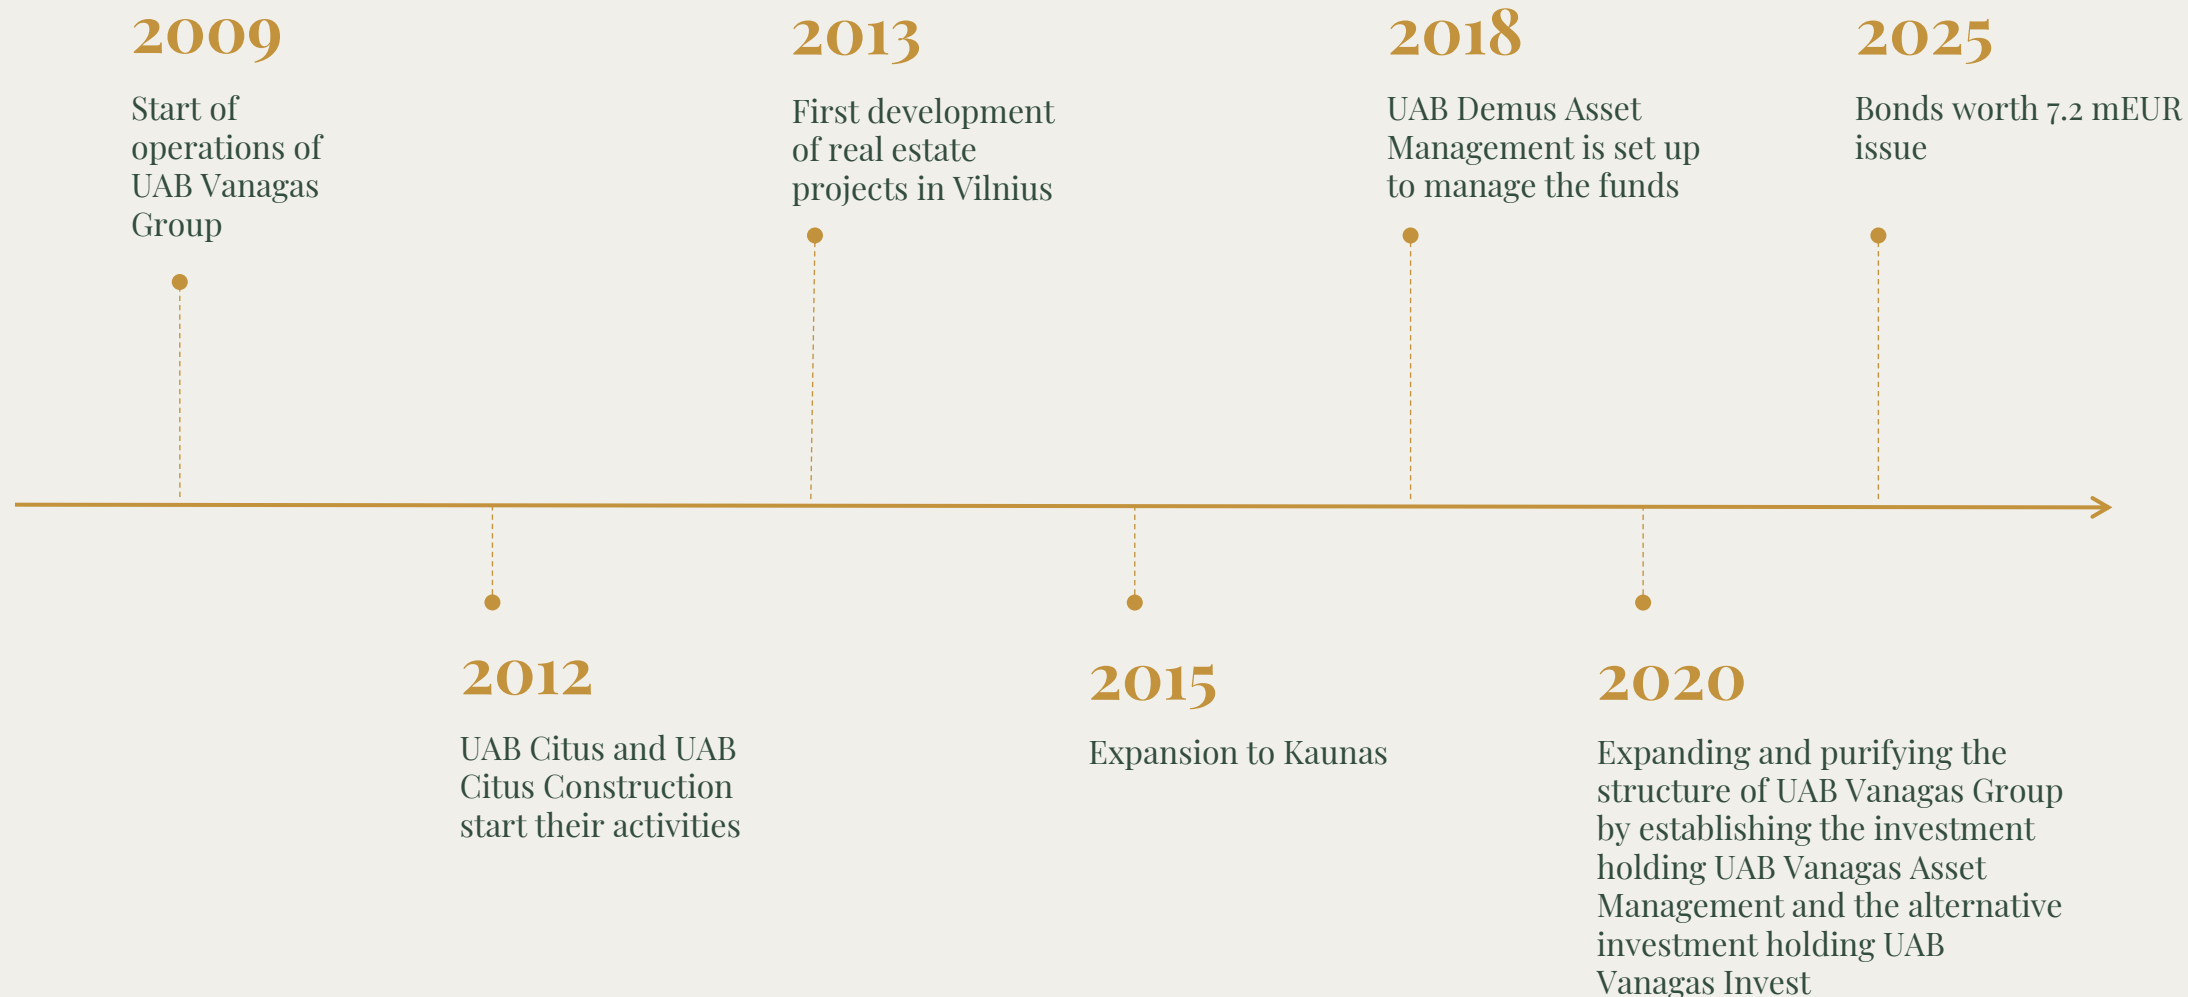 2009
Start of
operations of
UAB Vanagas
Group
2012
UAB Citus and UAB
Citus Construction
start their activities
2013
First development
of real estate
projects in Vilnius
2015
Expansion to Kaunas
2018
UAB Demus Asset
Management is set up
to manage the funds
2020
Expanding and purifying the
structure of UAB Vanagas Group
by establishing the investment
holding UAB Vanagas Asset
Management and the alternative
investment holding UAB
Vanagas Invest
2025
Bonds worth 7.2 mEUR
issue